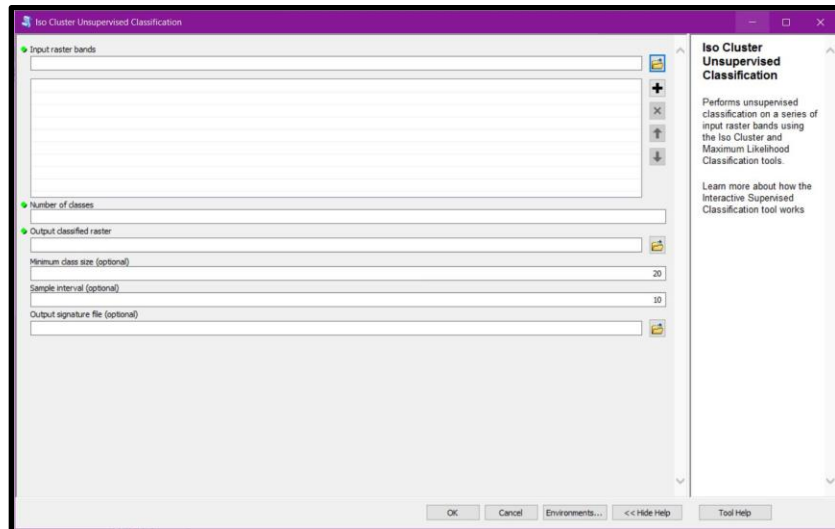 Iso Cluster Unsupervised Classification
Input raster bands
Number of classes
Output classified raster
Minimum class size (optional)
20
Sample interval (optional)
10
Output signature file (optional)
Iso Cluster
Unsupervised
Classification
Performs unsupervised
classification on a series of
input raster bands using
the Iso Cluster and
Maximum Likelihood
Classification tools.
Learn more about how the
Interactive Supervised
Classification tool works
OK
Cancel
Environments...
<< Hide Help
Tool Help